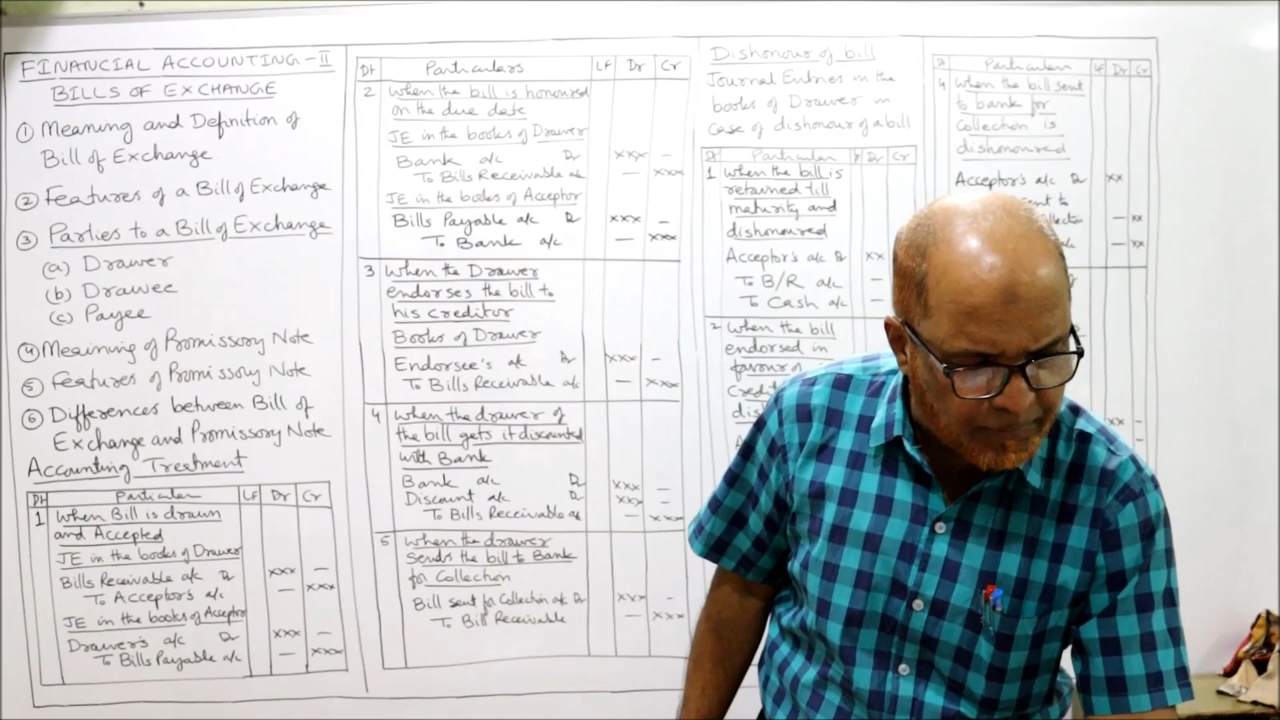 FINANCIAL ACCOUNTING-II
BILLS OF EXCHANGE
① Meaning and Definition of
Bill of Exchange
② Features of a Bill of Exchange
③ Parties to a Bill of Exchange
(a) Drawer
(b) Drawee
(c) Payee
④ Meaning of Promissory Note
⑤ Features of Promissory Note
⑥ Differences between Bill of
Exchange and Promissory Note
Accounting Treatment
Dt Particular LF Dr Cr
1 When Bill is drawn
and Accepted
JE in the books of Drawer
Bills Receivable a/c Dr xxx –
To Acceptor's a/c – xxx
JE in the books of Acceptor
Drawer's a/c Dr xxx –
To Bills Payable a/c – xxx
Dt Particulars LF Dr Cr
2 When the bill is honoured
on the due date
JE in the books of Drawer
Bank a/c Dr xxx –
To Bills Receivable a/c – xxx
JE in the books of Acceptor
Bills Payable a/c Dr xxx –
To Bank a/c – xxx
3 When the Drawer
endorses the bill to
his creditor
Books of Drawer
Endorsee's a/c Dr xxx –
To Bills Receivable a/c – xxx
4 When the drawer of
the bill gets it discounted
with Bank
Bank a/c Dr xxx –
Discount a/c Dr xxx –
To Bills Receivable a/c – xxx
5 When the drawer
sends the bill to Bank
for Collection
Bill sent for Collection a/c Dr xxx –
To Bill Receivable – xxx
Dishonour of bill
Journal Entries in the
books of Drawer in
case of dishonour of a bill
Dt Particular Dr Cr
1 When the bill is
retained till
maturity and
dishonoured
Acceptor's a/c Dr xx
To B/R a/c –
To Cash a/c –
2 When the bill
endorsed in
favour of
Dt Particulars LF Dr Cr
4 When the bill sent
to bank for
Collection is
dishonoured
Acceptor's a/c Dr xx
– xx
– xx
xx –
–